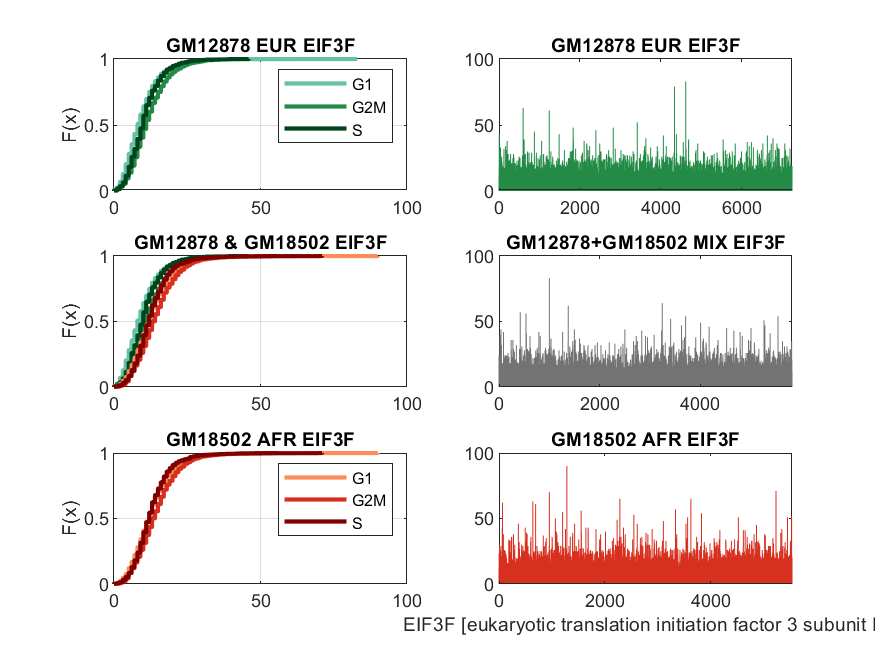 GM12878 EUR EIF3F
GM12878 EUR EIF3F
F(x)
1
0.5
0
0
50
100
G1
G2M
S
100
50
0
0
2000
4000
6000
GM12878 & GM18502 EIF3F
GM12878+GM18502 MIX EIF3F
F(x)
1
0.5
0
0
50
100
100
50
0
0
2000
4000
GM18502 AFR EIF3F
GM18502 AFR EIF3F
F(x)
1
0.5
0
0
50
100
G1
G2M
S
100
50
0
0
2000
4000
EIF3F [eukaryotic translation initiation factor 3 subunit